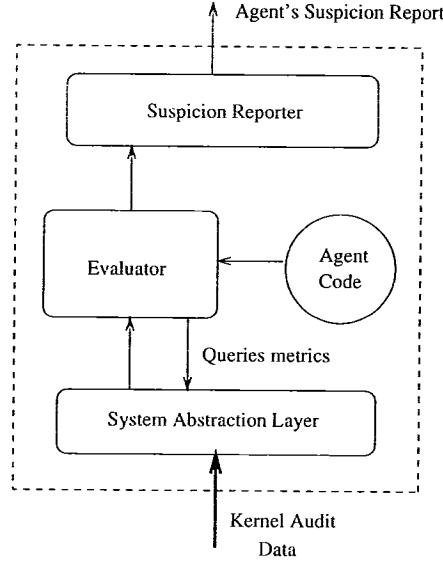 Agent's Suspicion Report
Suspicion Reporter
Evaluator
Agent
Code
Queries metrics
System Abstraction Layer
Kernel Audit
Data